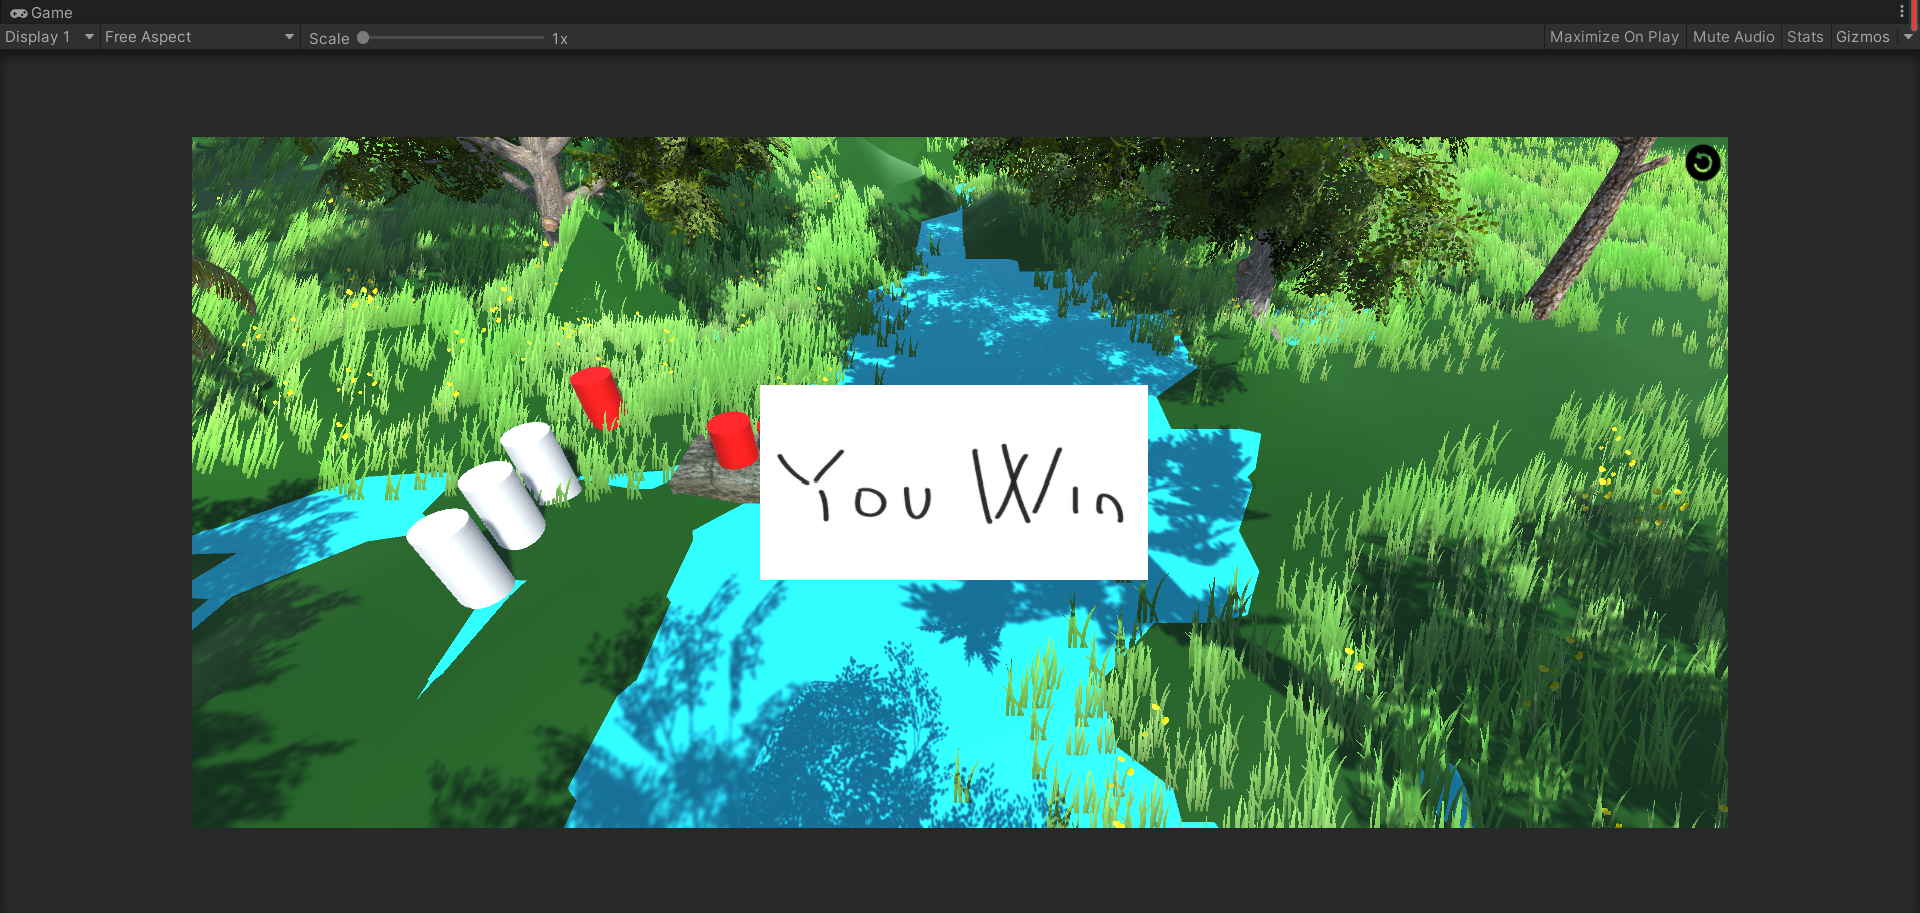 Game
Display 1
Free Aspect
Scale
1x
Maximize On Play
Mute Audio
Stats
Gizmos
You Win